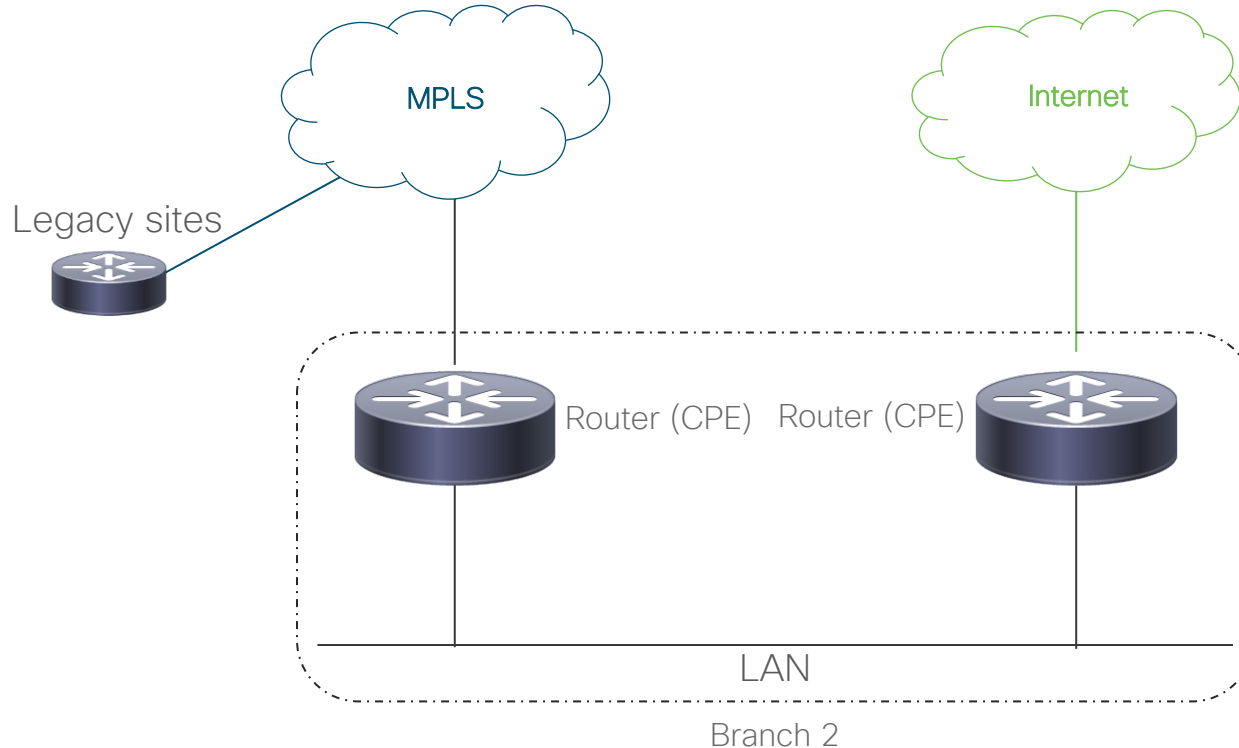 MPLS
Internet
Legacy sites
Router (CPE)
Router (CPE)
LAN
Branch 2